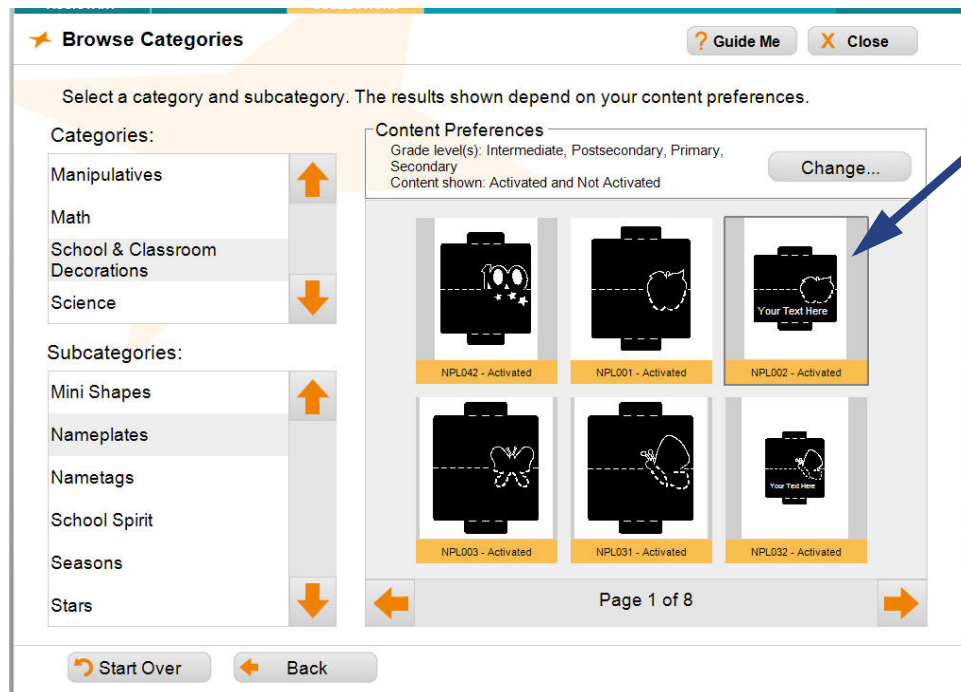 Browse Categories
? Guide Me
X Close
Select a category and subcategory. The results shown depend on your content preferences.
Categories:
Manipulatives
Math
School & Classroom
Decorations
Science
Subcategories:
Mini Shapes
Nameplates
Nametags
School Spirit
Seasons
Stars
Content Preferences
Grade level(s): Intermediate, Postsecondary, Primary,
Secondary
Content shown: Activated and Not Activated
Change...
100
NPL042 - Activated
NPL001 - Activated
Your Text Here
NPL002 - Activated
NPL003 - Activated
NPL031 - Activated
Your Text Here
NPL032 - Activated
Page 1 of 8
Start Over
Back